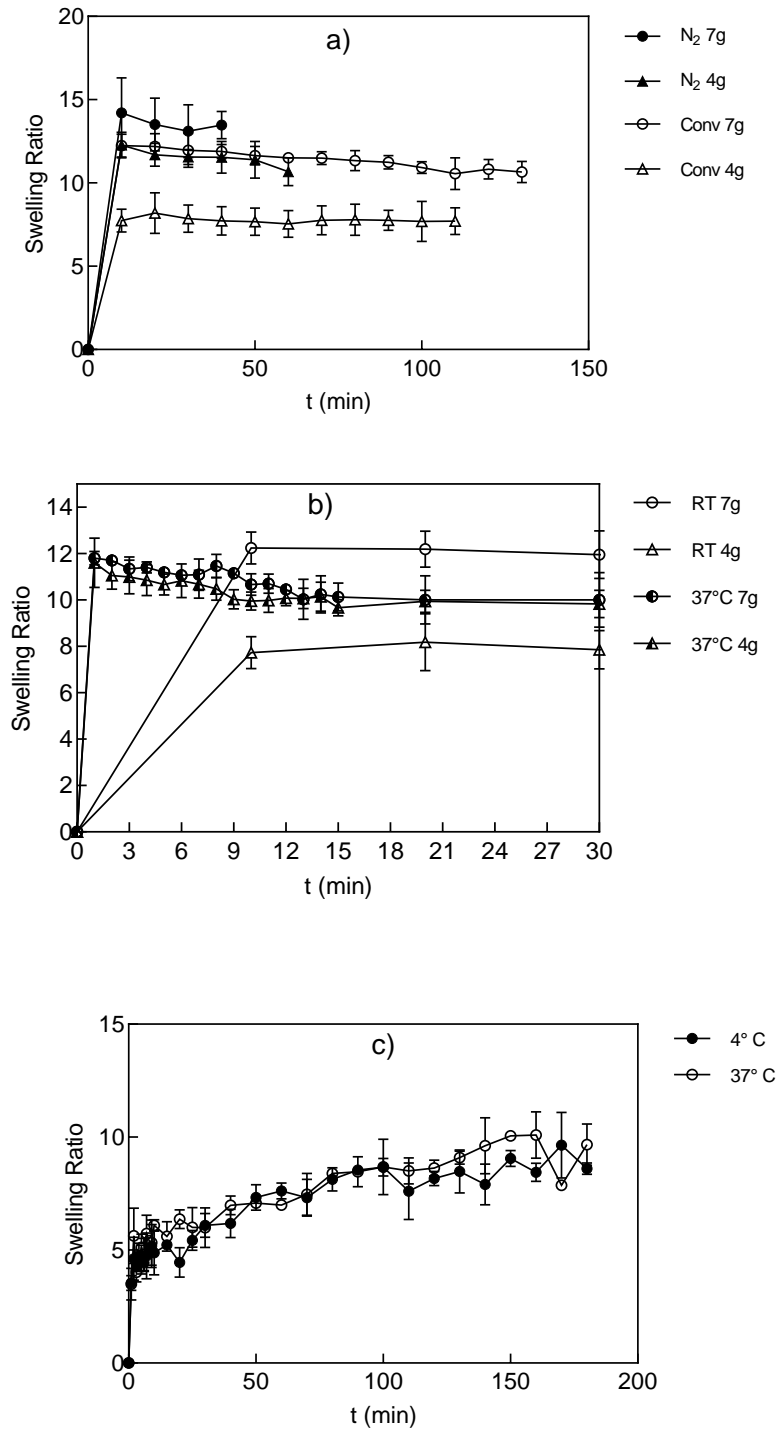 a)
20
15
10
5
0
Swelling Ratio
0
50
100
150
t (min)
N₂ 7g
N₂ 4g
Conv 7g
Conv 4g
b)
14
12
10
8
6
4
2
0
Swelling Ratio
0 3 6 9 12 15 18 21 24 27 30
t (min)
RT 7g
RT 4g
37°C 7g
37°C 4g
c)
15
10
5
0
Swelling Ratio
0 50 100 150 200
t (min)
4° C
37° C